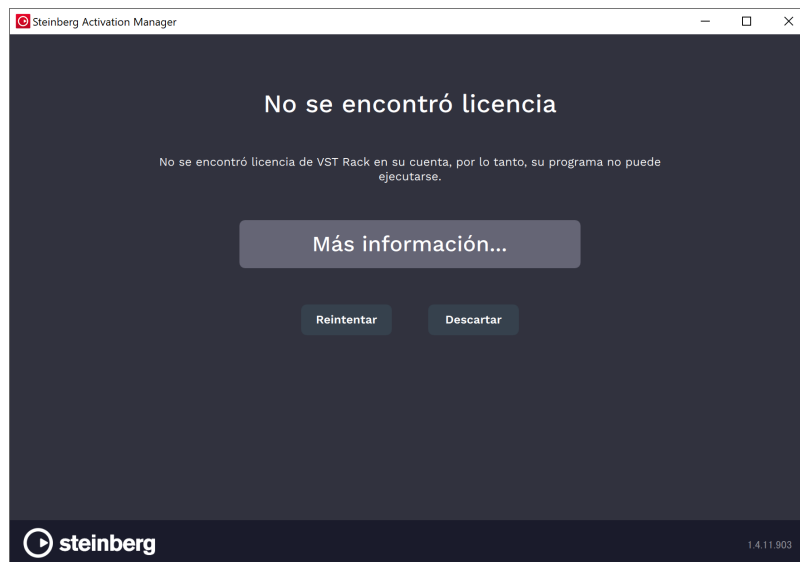 Steinberg Activation Manager
No se encontró licencia
No se encontró licencia de VST Rack en su cuenta, por lo tanto, su programa no puede
ejecutarse.
Más información...
Reintentar
Descartar
steinberg
1.4.11.903